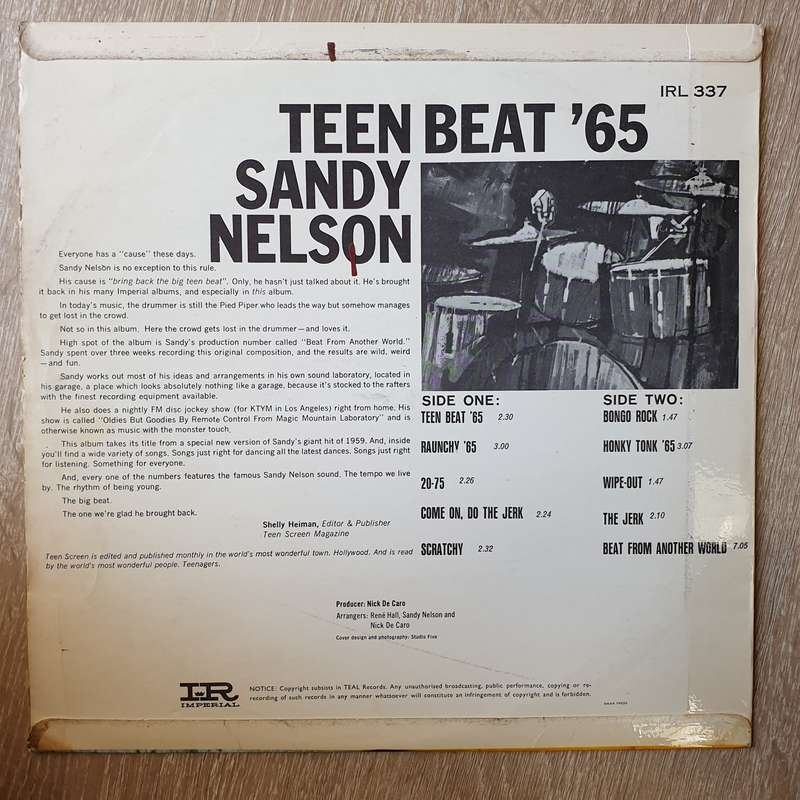 IRL 337
TEEN BEAT '65
SANDY
NELSON
Everyone has a "cause" these days.
Sandy Nelson is no exception to this rule.
His cause is "bring back the big teen beat". Only, he hasn't just talked about it. He's brought
it back in his many Imperial albums, and especially in this album.
In today's music, the drummer is still the Pied Piper who leads the way but somehow manages
to get lost in the crowd.
Not so in this album. Here the crowd gets lost in the drummer—and loves it.
High spot of the album is Sandy's production number called "Beat From Another World."
Sandy spent over three weeks recording this original composition, and the results are wild, weird
—and fun.
Sandy works out most of his ideas and arrangements in his own sound laboratory, located in
his garage, a place which looks absolutely nothing like a garage, because it's stocked to the rafters
with the finest recording equipment available.
He also does a nightly FM disc jockey show (for KTYM in Los Angeles) right from home. His
show is called "Oldies But Goodies By Remote Control From Magic Mountain Laboratory" and is
otherwise known as music with the monster touch.
This album takes its title from a special new version of Sandy's giant hit of 1959. And, inside
you'll find a wide variety of songs. Songs just right for dancing all the latest dances. Songs just right
for listening. Something for everyone.
And, every one of the numbers features the famous Sandy Nelson sound. The tempo we live
by. The rhythm of being young.
The big beat.
The one we're glad he brought back.
Shelly Heiman, Editor & Publisher
Teen Screen Magazine
Teen Screen is edited and published monthly in the world's most wonderful town. Hollywood. And is read
by the world's most wonderful people. Teenagers.
SIDE ONE:
TEEN BEAT '65 2.30
RAUNCHY '65 3.00
20-75 2.26
COME ON, DO THE JERK 2.24
SCRATCHY 2.32
SIDE TWO:
BONGO ROCK 1.47
HONKY TONK '65 3.07
WIPE-OUT 1.47
THE JERK 2.10
BEAT FROM ANOTHER WORLD 7.05
Producer: Nick De Caro
Arrangers: René Hall, Sandy Nelson and
Nick De Caro
Cover design and photography: Studio Five
IR
IMPERIAL
NOTICE: Copyright subsists in TEAL Records. Any unauthorised broadcasting, public performance, copying or re-
recording of such records in any manner whatsoever will constitute an infringement of copyright and is forbidden.